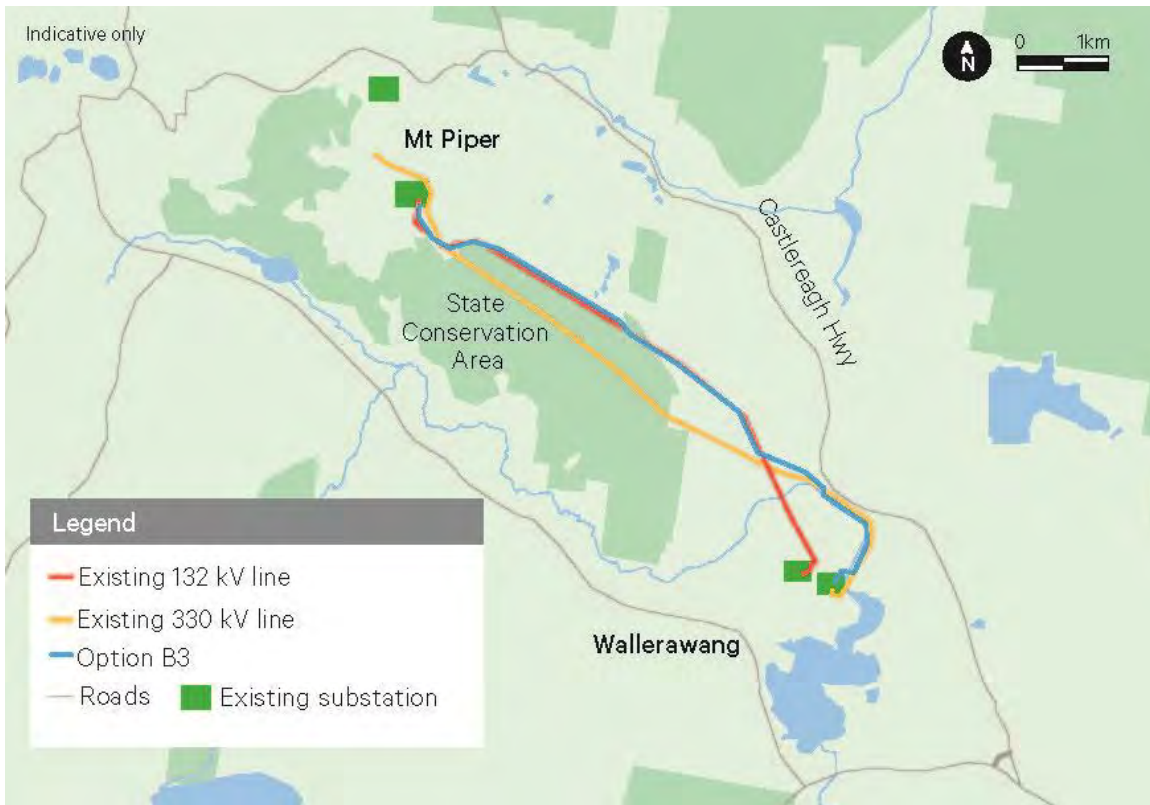 Indicative only
N
0 1km
Mt Piper
Castlereagh Hwy
State
Conservation
Area
Legend
Existing 132 kV line
Existing 330 kV line
Option B3
Roads
Existing substation
Wallerawang